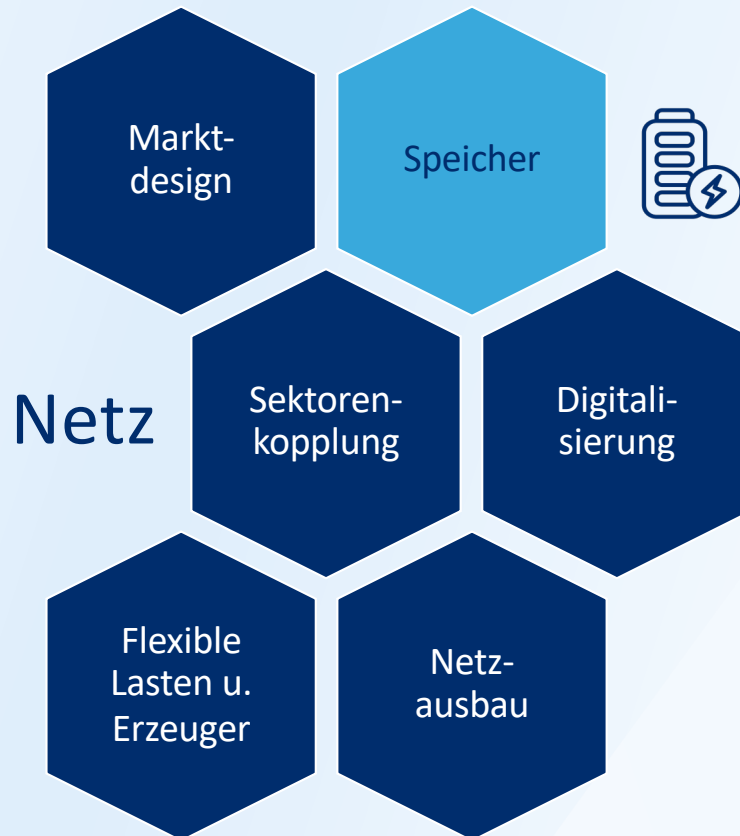 Markt-
design
Speicher
Netz
Sektoren-
kopplung
Digitali-
sierung
Flexible
Lasten u.
Erzeuger
Netz-
ausbau